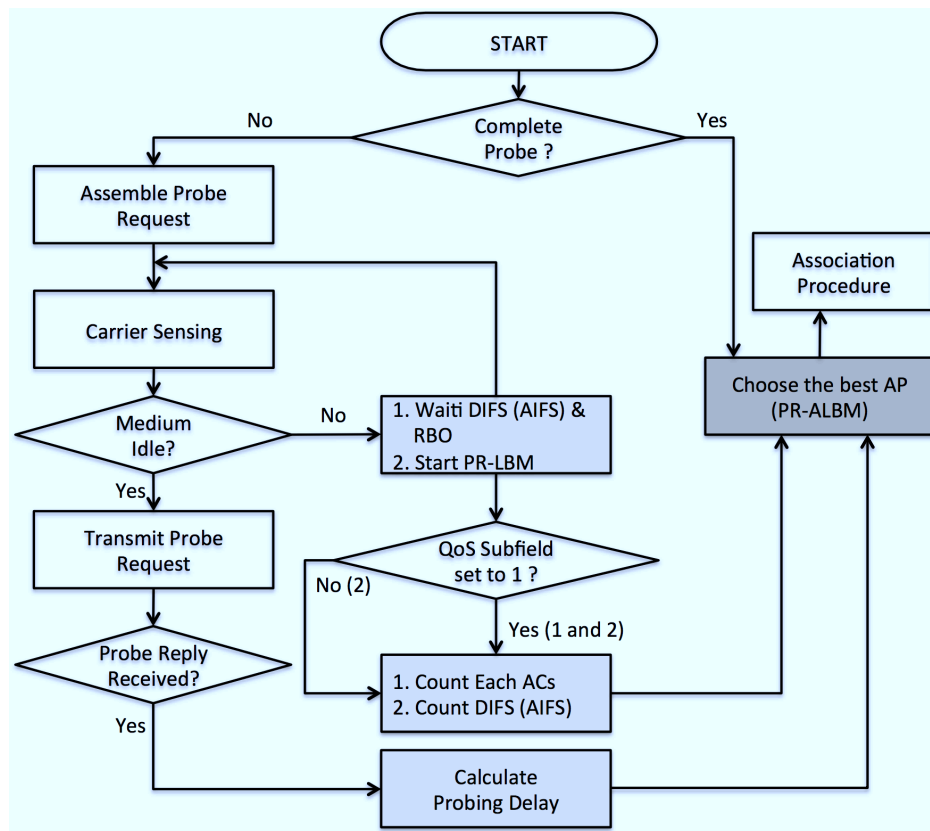 START
Complete
Probe ?
No
Yes
Assemble Probe
Request
Association
Procedure
Carrier Sensing
Choose the best AP
(PR-ALBM)
Medium
Idle?
No
1. Waiti DIFS (AIFS) &
RBO
2. Start PR-LBM
Yes
Transmit Probe
Request
QoS Subfield
set to 1 ?
No (2)
Yes (1 and 2)
Probe Reply
Received?
1. Count Each ACs
2. Count DIFS (AIFS)
Yes
Calculate
Probing Delay